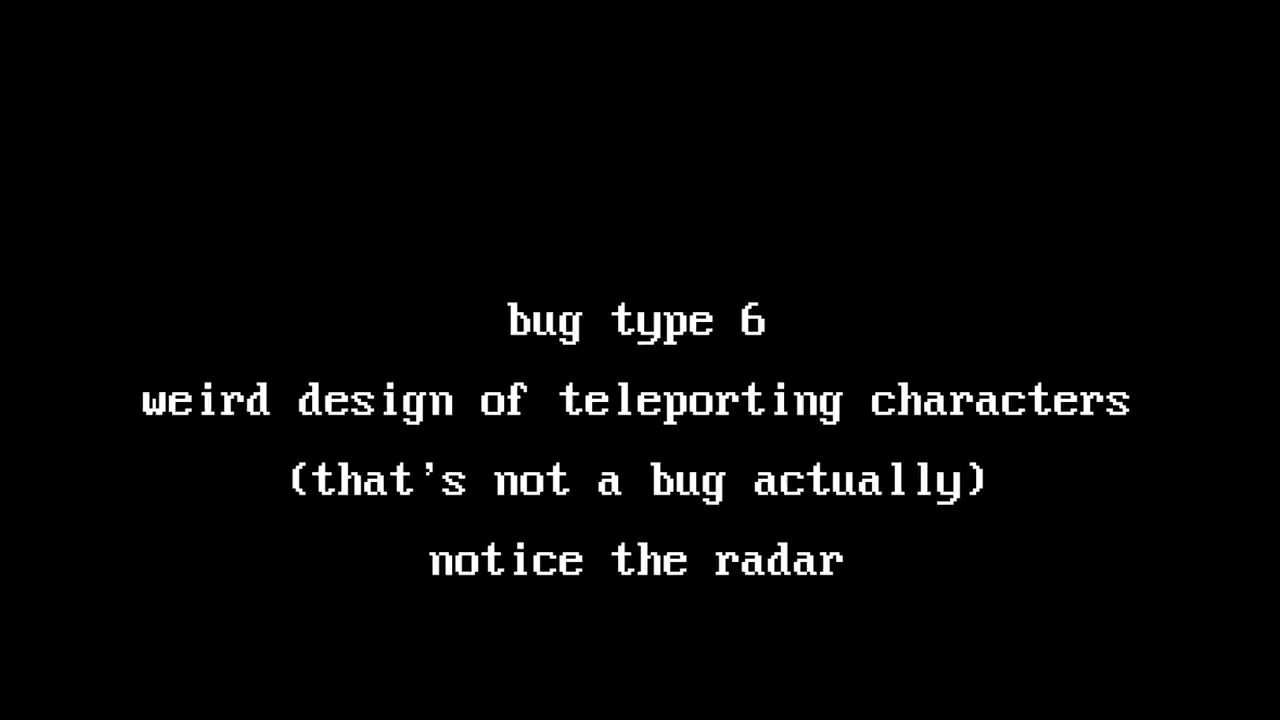 bug type 6
weird design of teleporting characters
(that's not a bug actually)
notice the radar